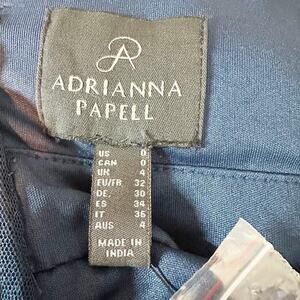 ADRIANNA
PAPELL
US 0
CAN 0
UK 4
EU/FR 32
DE. 30
ES 34
IT 36
AUS 4
MADE IN
INDIA